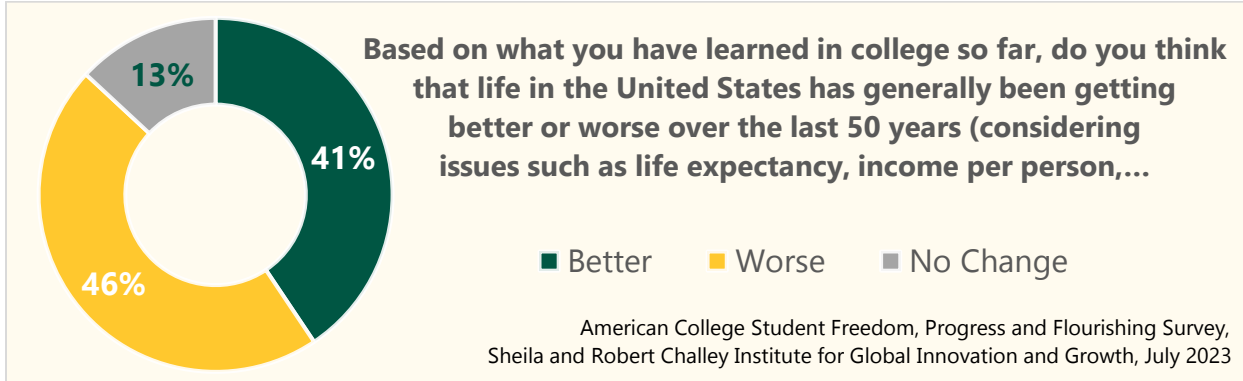 Based on what you have learned in college so far, do you think
that life in the United States has generally been getting
better or worse over the last 50 years (considering
issues such as life expectancy, income per person,...
13%
41%
46%
Better Worse No Change
American College Student Freedom, Progress and Flourishing Survey,
Sheila and Robert Challey Institute for Global Innovation and Growth, July 2023